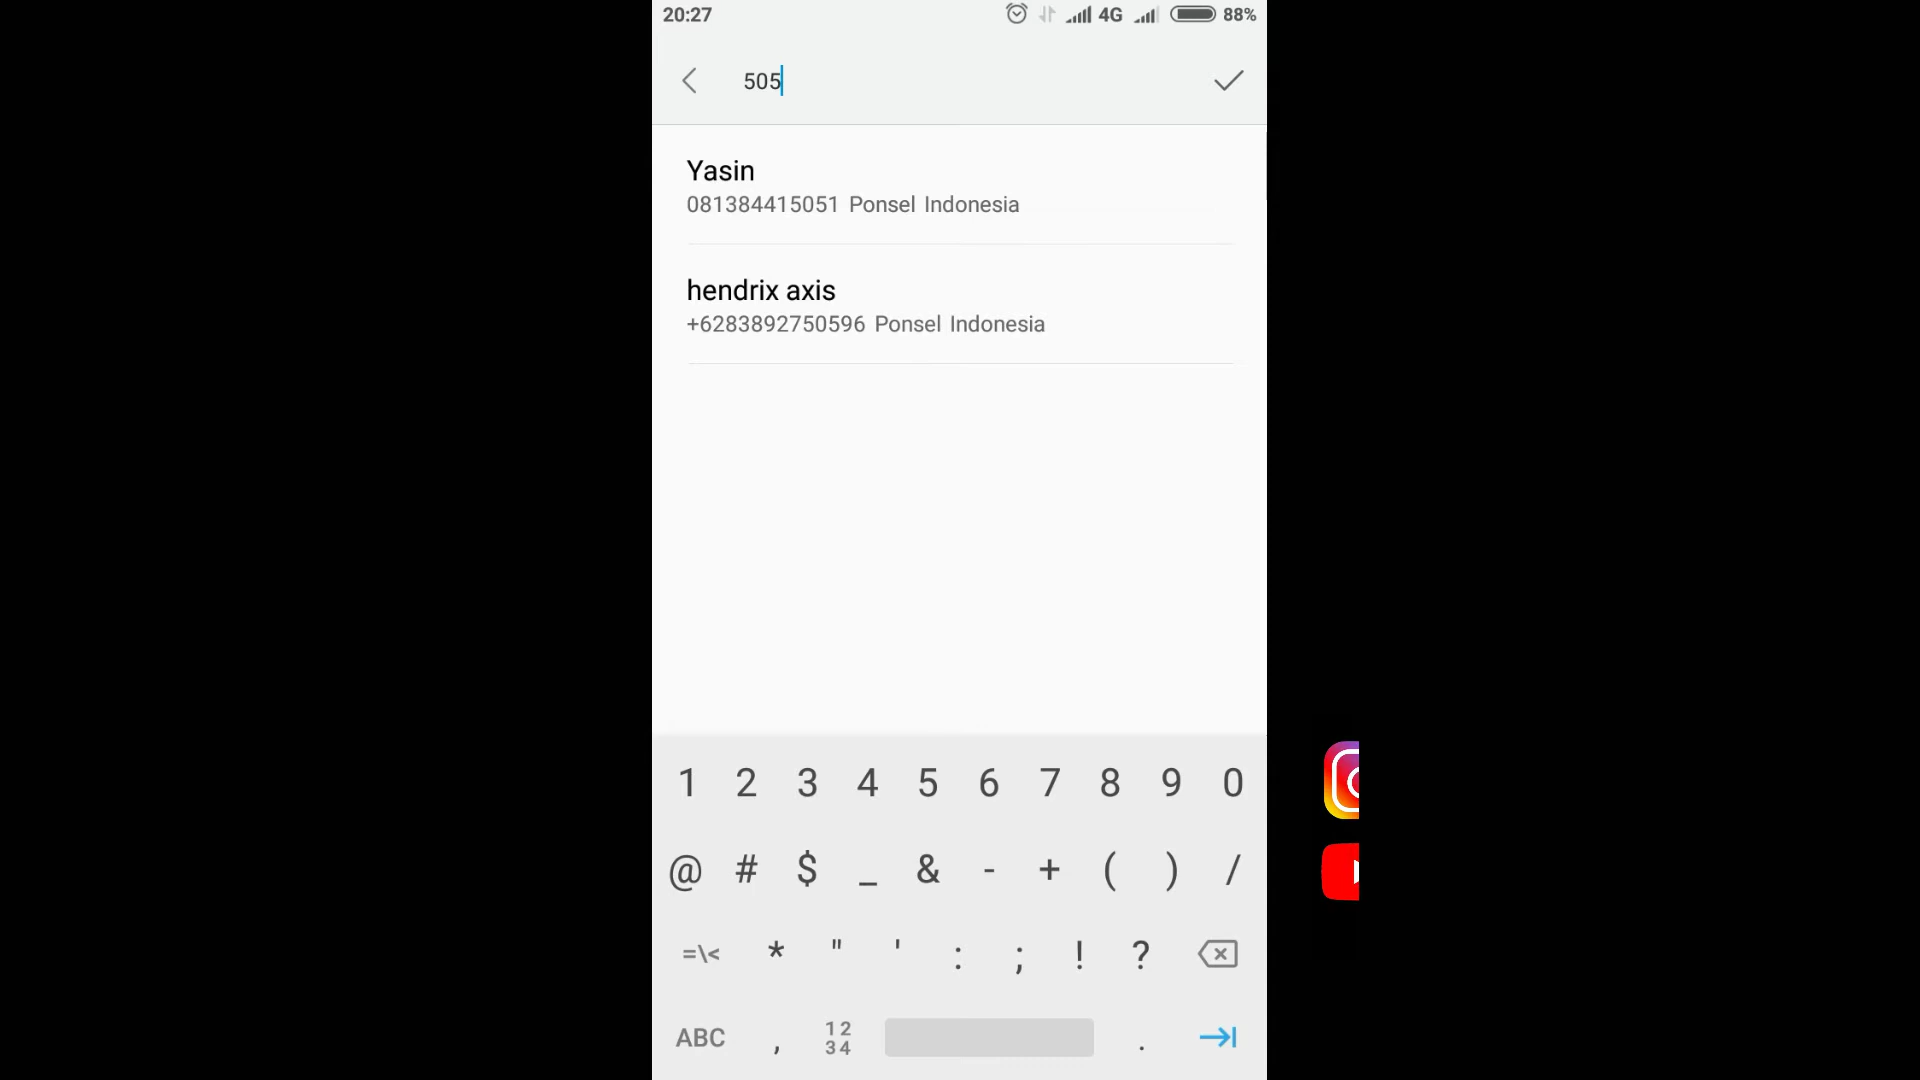 20:27 4G 88%
505
Yasin
081384415051 Ponsel Indonesia
hendrix axis
+6283892750596 Ponsel Indonesia
1 2 3 4 5 6 7 8 9 0
@ # $ _ & - + ( ) /
=\< * " ' : ; ! ?
ABC , 12 34 .